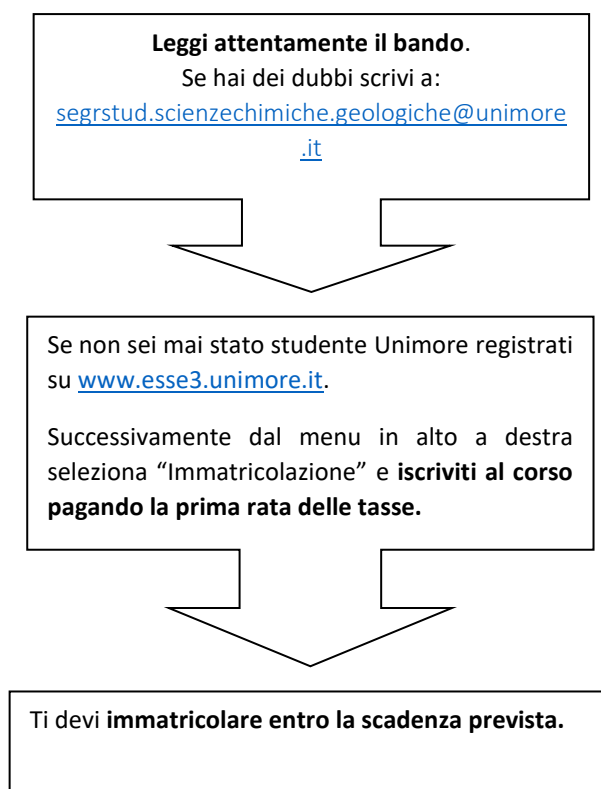 Leggi attentamente il bando.
Se hai dei dubbi scrivi a:
segrstud.scienzechimiche.geologiche@unimore
.it
Se non sei mai stato studente Unimore registrati
su www.esse3.unimore.it.
Successivamente dal menu in alto a destra
seleziona “Immatricolazione” e iscriviti al corso
pagando la prima rata delle tasse.
Ti devi immatricolare entro la scadenza prevista.